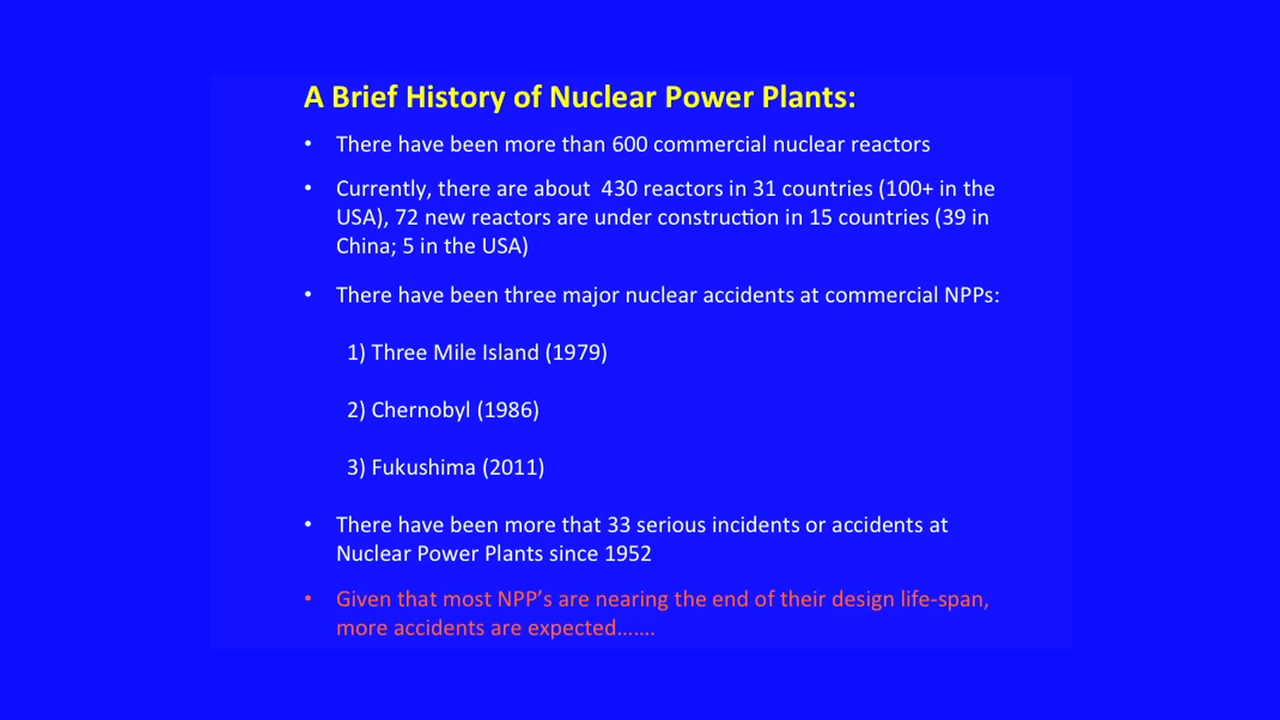 A Brief History of Nuclear Power Plants:
• There have been more than 600 commercial nuclear reactors
• Currently, there are about  430 reactors in 31 countries (100+ in the
USA), 72 new reactors are under construction in 15 countries (39 in
China; 5 in the USA)
• There have been three major nuclear accidents at commercial NPPs:
1) Three Mile Island (1979)
2) Chernobyl (1986)
3) Fukushima (2011)
• There have been more that 33 serious incidents or accidents at
Nuclear Power Plants since 1952
• Given that most NPP’s are nearing the end of their design life-span,
more accidents are expected…….